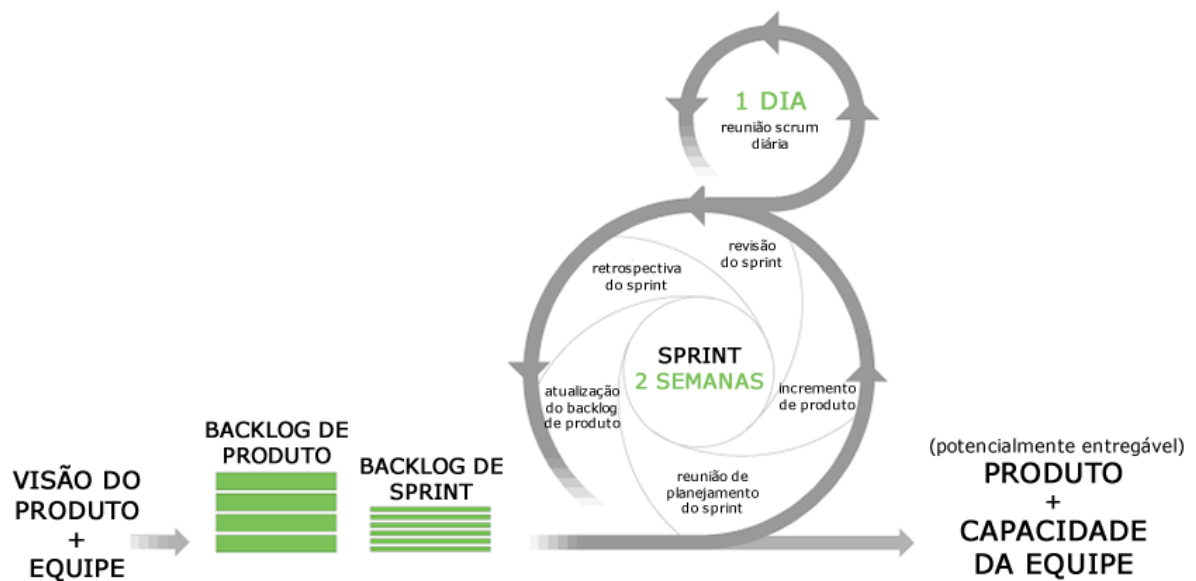 VISÃO DO
PRODUTO
+
EQUIPE
BACKLOG DE
PRODUTO
BACKLOG DE
SPRINT
1 DIA
reunião scrum
diária
revisão
do sprint
retrospectiva
do sprint
SPRINT
2 SEMANAS
atualização
do backlog
de produto
incremento
de produto
reunião de
planejamento
do sprint
(potencialmente entregável)
PRODUTO
+
CAPACIDADE
DA EQUIPE